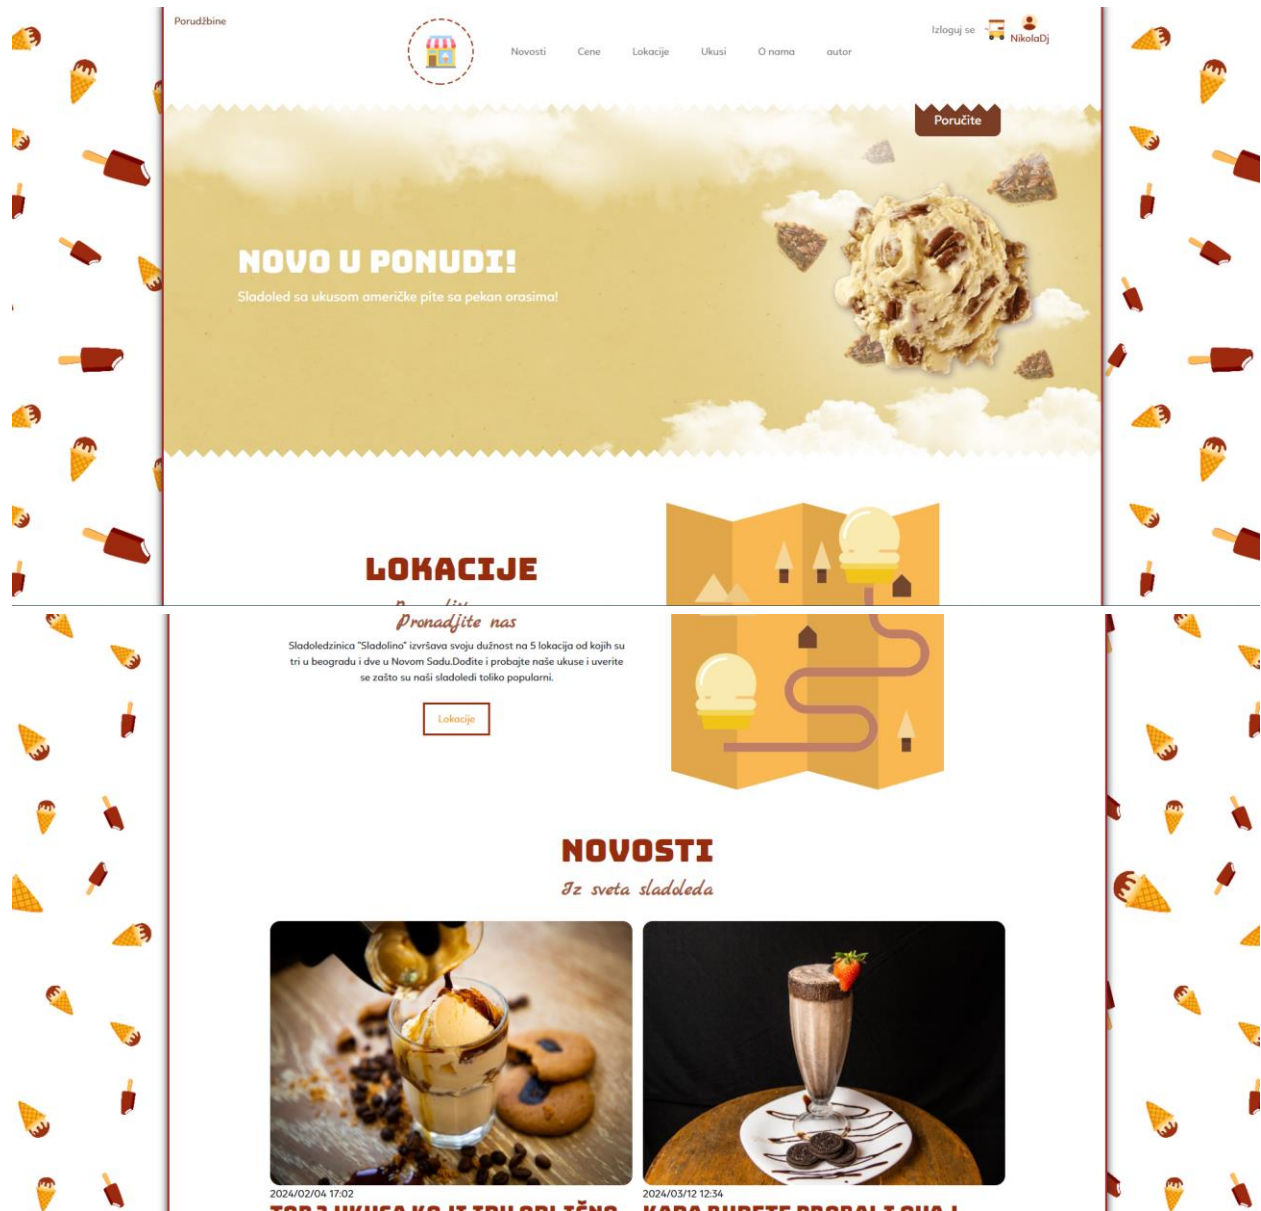 Porudžbine
Izloguj se
NikolaDj
Novosti Cene Lokacije Ukusi O nama autor
Poručite
NOVO U PONUDI!
Sladoled sa ukusom američke pite sa pekan orasima!
LOKACIJE
Pronadjite nas
Sladoledzinica "Sladolino" izvršava svoju dužnost na 5 lokacija od kojih su
tri u beogradu i dve u Novom Sadu.Dođite i probajte naše ukuse i uverite
se zašto su naši sladoledi toliko popularni.
Lokacije
NOVOSTI
Iz sveta sladoleda
2024/02/04 17:02
2024/03/12 12:34